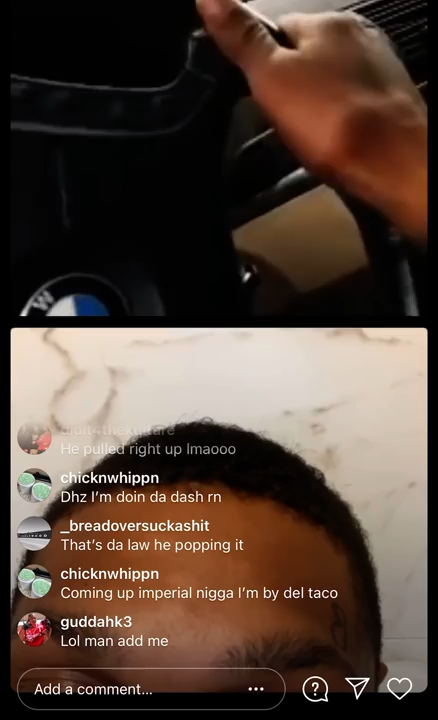 W
He pulled right up lmaooo
chicknwhippn
Dhz I'm doin da dash rn
_breadoversuckashit
That's da law he popping it
chicknwhippn
Coming up imperial nigga I'm by del taco
guddahk3
Lol man add me
Add a comment...